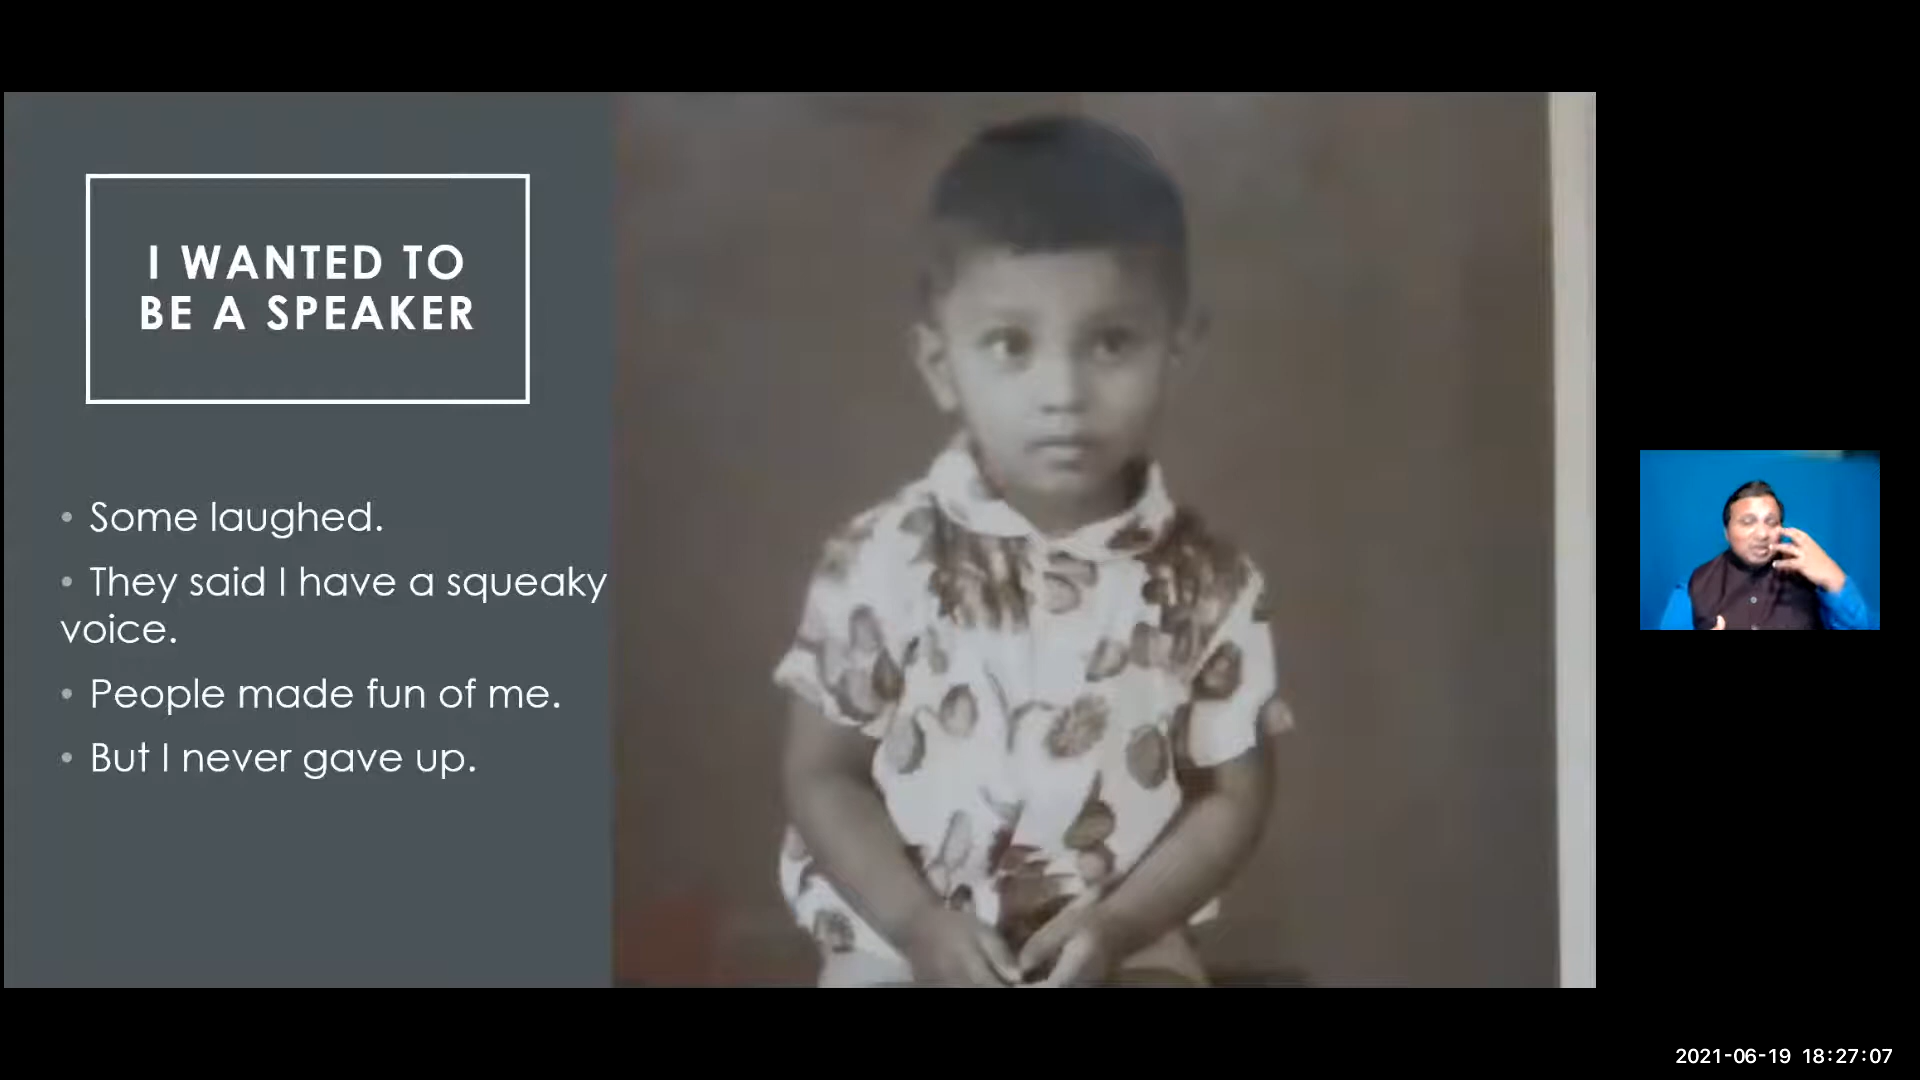 I WANTED TO
BE A SPEAKER
• Some laughed.
• They said I have a squeaky
voice.
• People made fun of me.
• But I never gave up.
2021-06-19 18:27:07